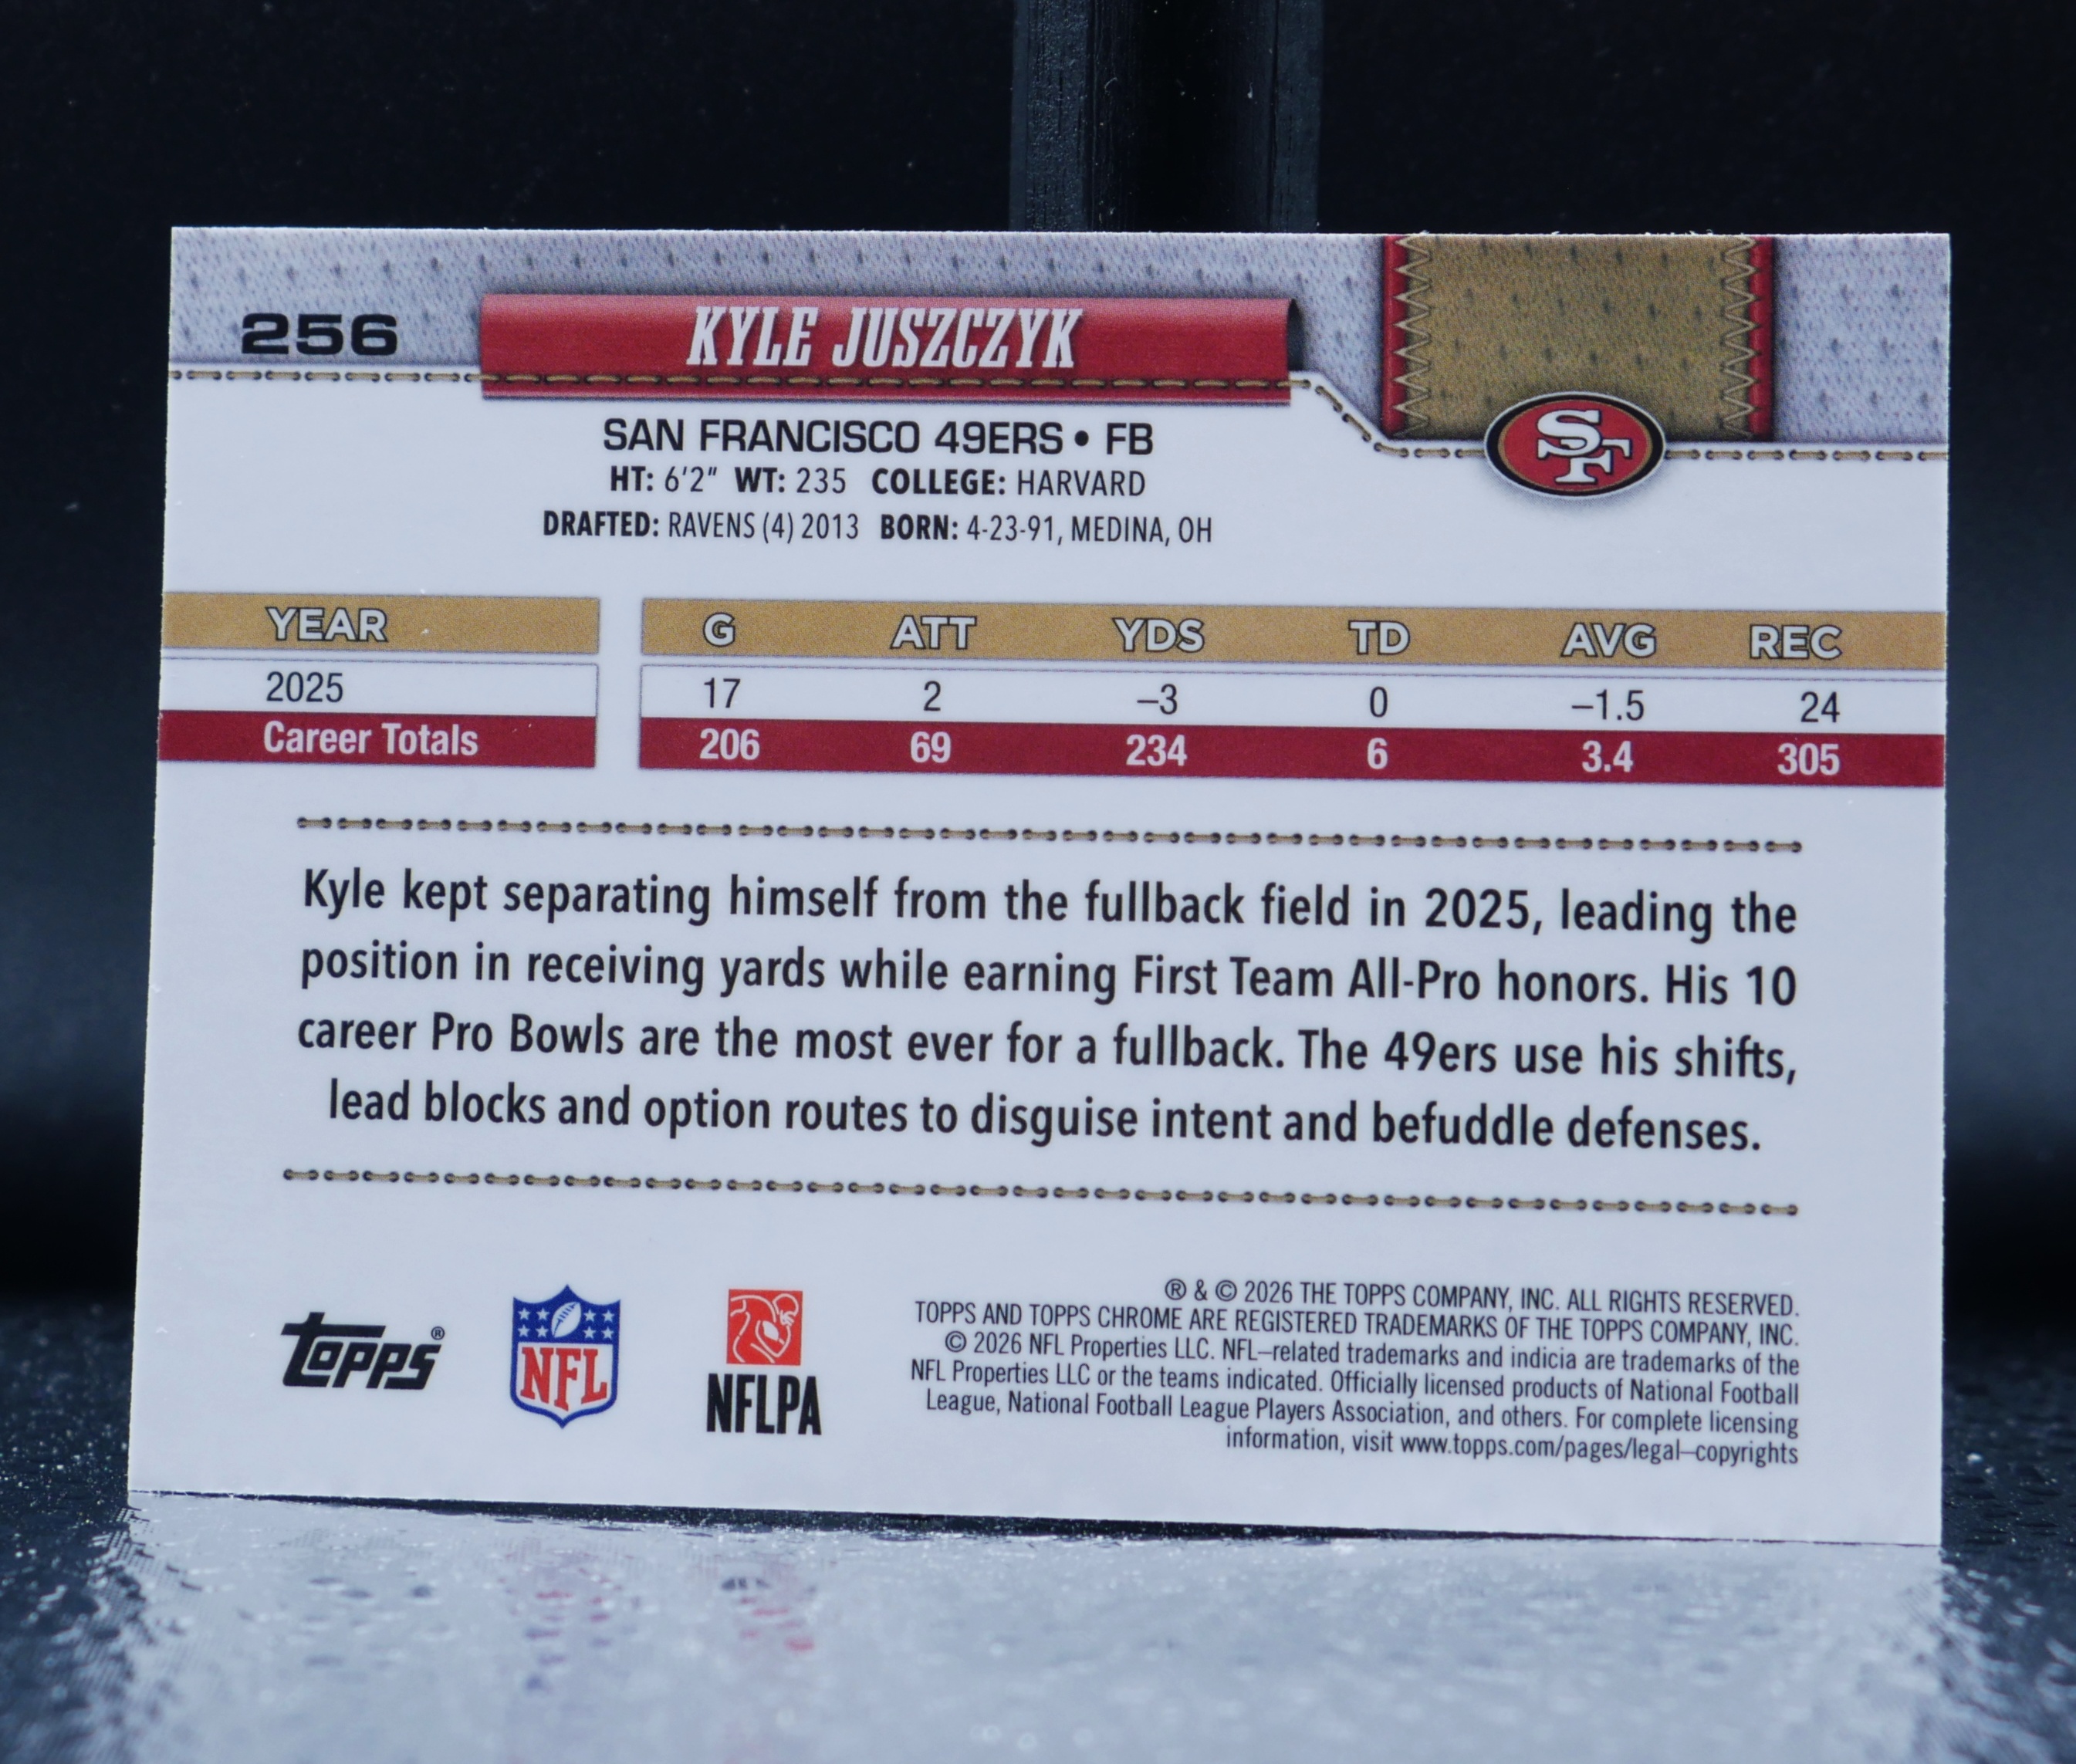 256
KYLE JUSZCZYK
SAN FRANCISCO 49ERS • FB
HT: 6'2" WT: 235 COLLEGE: HARVARD
DRAFTED: RAVENS (4) 2013 BORN: 4-23-91, MEDINA, OH
SF
YEAR G ATT YDS TD AVG REC
2025 17 2 –3 0 –1.5 24
Career Totals 206 69 234 6 3.4 305
Kyle kept separating himself from the fullback field in 2025, leading the
position in receiving yards while earning First Team All-Pro honors. His 10
career Pro Bowls are the most ever for a fullback. The 49ers use his shifts,
lead blocks and option routes to disguise intent and befuddle defenses.
topps®
NFL
NFLPA
® & © 2026 THE TOPPS COMPANY, INC. ALL RIGHTS RESERVED.
TOPPS AND TOPPS CHROME ARE REGISTERED TRADEMARKS OF THE TOPPS COMPANY, INC.
© 2026 NFL Properties LLC. NFL–related trademarks and indicia are trademarks of the
NFL Properties LLC or the teams indicated. Officially licensed products of National Football
League, National Football League Players Association, and others. For complete licensing
information, visit www.topps.com/pages/legal–copyrights